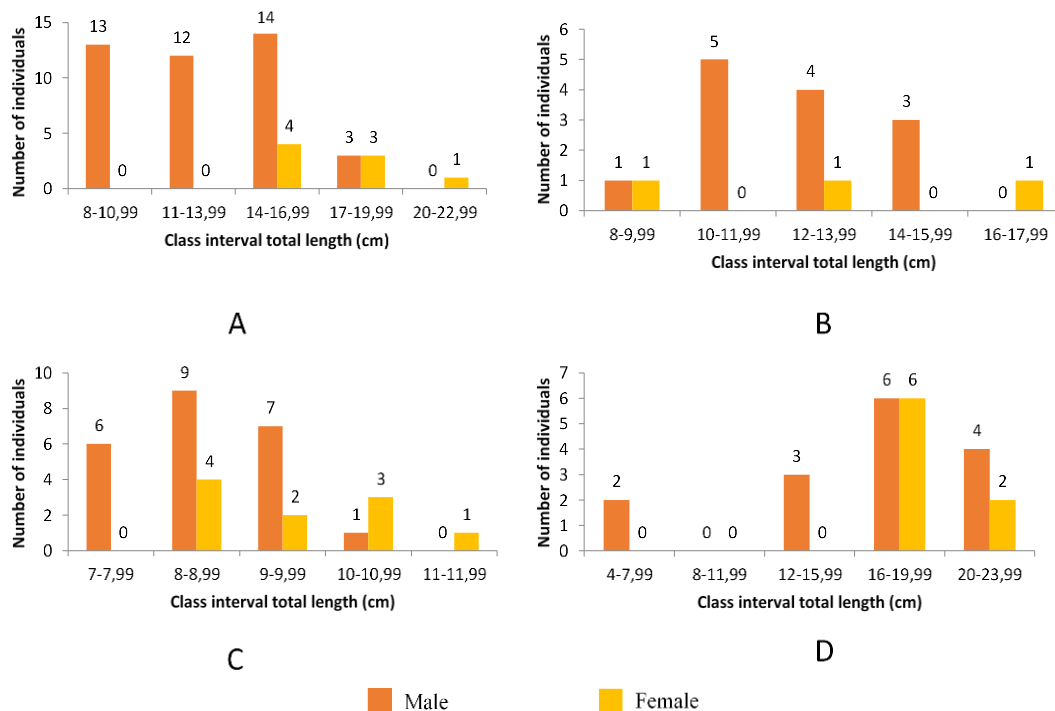 Number of individuals
15
10
5
0
13 0
12 0
14 4
3 3
0 1
8-10,99 11-13,99 14-16,99 17-19,99 20-22,99
Class interval total length (cm)
A
Number of individuals
6
5
4
3
2
1
0
1 1
5 0
4 1
3 0
0 1
8-9,99 10-11,99 12-13,99 14-15,99 16-17,99
Class interval total length (cm)
B
Number of individuals
10
8
6
4
2
0
6 0
9 4
7 2
1 3
0 1
7-7,99 8-8,99 9-9,99 10-10,99 11-11,99
Class interval total length (cm)
C
Number of individuals
7
6
5
4
3
2
1
0
2 0
0 0
3 0
6 6
4 2
4-7,99 8-11,99 12-15,99 16-19,99 20-23,99
Class interval total length (cm)
D
Male Female